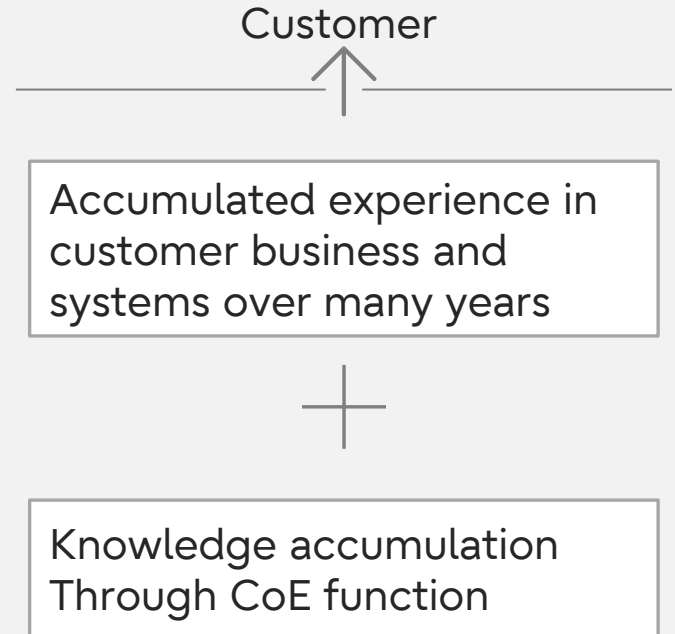 Customer
Accumulated experience in
customer business and
systems over many years
Knowledge accumulation
Through CoE function